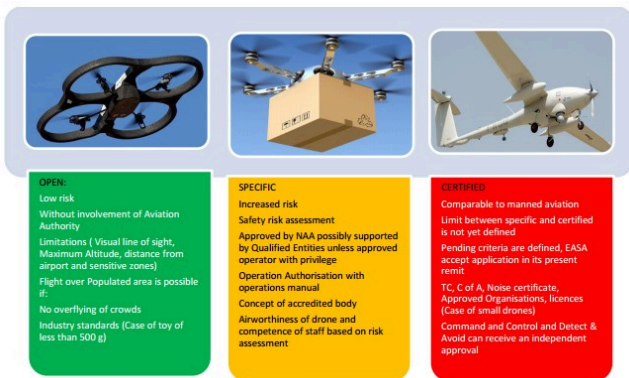 OPEN:
Low risk
Without involvement of Aviation
Authority
Limitations ( Visual line of sight,
Maximum Altitude, distance from
airport and sensitive zones)
Flight over Populated area is possible
if:
No overflying of crowds
Industry standards (Case of toy of
less than 500 g)
SPECIFIC
Increased risk
Safety risk assessment
Approved by NAA possibly supported
by Qualified Entities unless approved
operator with privilege
Operation Authorisation with
operations manual
Concept of accredited body
Airworthiness of drone and
competence of staff based on risk
assessment
CERTIFIED
Comparable to manned aviation
Limit between specific and certified
is not yet defined
Pending criteria are defined, EASA
accept application in its present
remit
TC, C of A, Noise certificate,
Approved Organisations, licences
(Case of small drones)
Command and Control and Detect &
Avoid can receive an independent
approval